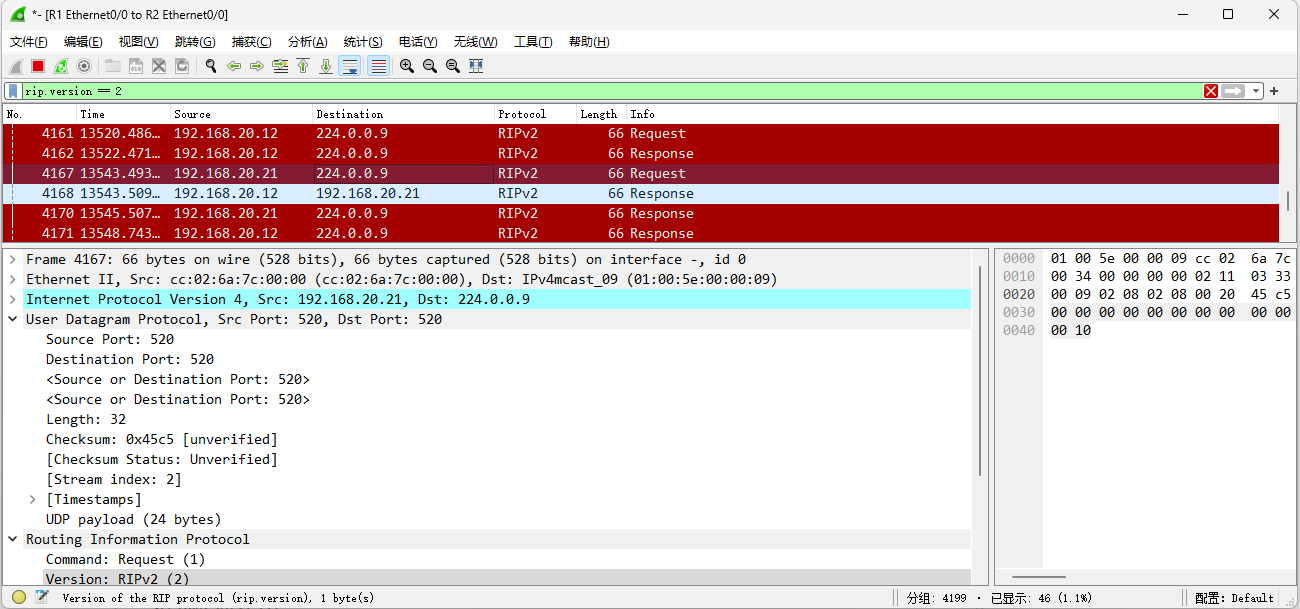 *- [R1 Ethernet0/0 to R2 Ethernet0/0]
文件(F) 编辑(E) 视图(V) 跳转(G) 捕获(C) 分析(A) 统计(S) 电话(Y) 无线(W) 工具(T) 帮助(H)
rip.version == 2
No. Time Source Destination Protocol Length Info
4161 13520.486… 192.168.20.12 224.0.0.9 RIPv2 66 Request
4162 13522.471… 192.168.20.12 224.0.0.9 RIPv2 66 Response
4167 13543.493… 192.168.20.21 224.0.0.9 RIPv2 66 Request
4168 13543.509… 192.168.20.12 192.168.20.21 RIPv2 66 Response
4170 13545.507… 192.168.20.21 224.0.0.9 RIPv2 66 Response
4171 13548.743… 192.168.20.12 224.0.0.9 RIPv2 66 Response
Frame 4167: 66 bytes on wire (528 bits), 66 bytes captured (528 bits) on interface -, id 0
Ethernet II, Src: cc:02:6a:7c:00:00 (cc:02:6a:7c:00:00), Dst: IPv4mcast_09 (01:00:5e:00:00:09)
Internet Protocol Version 4, Src: 192.168.20.21, Dst: 224.0.0.9
User Datagram Protocol, Src Port: 520, Dst Port: 520
Source Port: 520
Destination Port: 520
<Source or Destination Port: 520>
<Source or Destination Port: 520>
Length: 32
Checksum: 0x45c5 [unverified]
[Checksum Status: Unverified]
[Stream index: 2]
[Timestamps]
UDP payload (24 bytes)
Routing Information Protocol
Command: Request (1)
Version: RIPv2 (2)
0000 01 00 5e 00 00 09 cc 02 6a 7c
0010 00 34 00 00 00 00 02 11 03 33
0020 00 09 02 08 02 08 00 20 45 c5
0030 00 00 00 00 00 00 00 00 00 00
0040 00 10
Version of the RIP protocol (rip.version), 1 byte(s)
分组: 4199 · 已显示: 46 (1.1%)
配置: Default